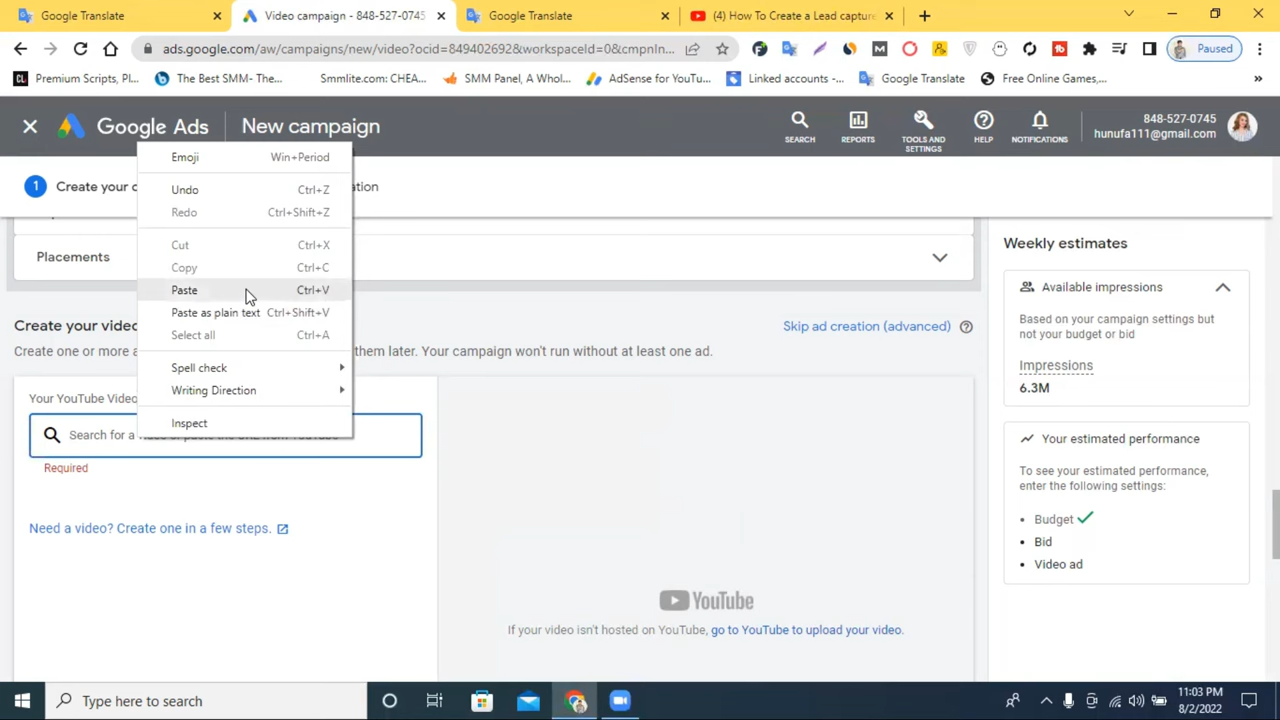 Google Translate
Video campaign - 848-527-0745
Google Translate
(4) How To Create a Lead capture
ads.google.com/aw/campaigns/new/video?ocid=849402692&workspaceId=0&cmpnIn...
Paused
Premium Scripts, Pl...
The Best SMM- The...
Smmlite.com: CHEA...
SMM Panel, A Whol...
AdSense for YouTu...
Linked accounts -...
Google Translate
Free Online Games,...
»
Google Ads
New campaign
SEARCH
REPORTS
TOOLS AND
SETTINGS
HELP
NOTIFICATIONS
848-527-0745
hunufa111@gmail.com
1 Create your c
ation
Emoji Win+Period
Undo Ctrl+Z
Redo Ctrl+Shift+Z
Cut Ctrl+X
Copy Ctrl+C
Paste Ctrl+V
Paste as plain text Ctrl+Shift+V
Select all Ctrl+A
Spell check
Writing Direction
Inspect
Placements
Create your video
Skip ad creation (advanced)
Create one or more a
them later. Your campaign won't run without at least one ad.
Your YouTube Video
Search for a
Required
Need a video? Create one in a few steps.
YouTube
If your video isn't hosted on YouTube, go to YouTube to upload your video.
Weekly estimates
Available impressions
Based on your campaign settings but
not your budget or bid
Impressions
6.3M
Your estimated performance
To see your estimated performance,
enter the following settings:
• Budget
• Bid
• Video ad
Type here to search
11:03 PM
8/2/2022